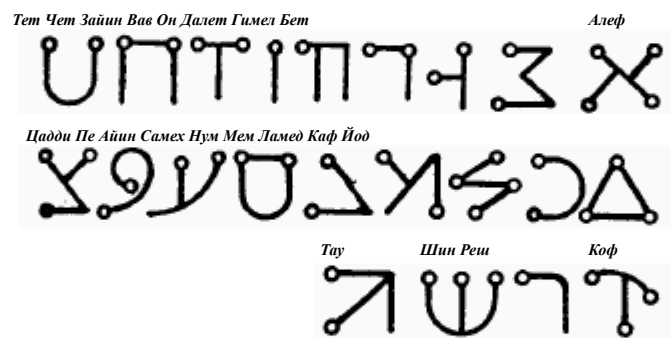 Тет Чет Зайин Вав Он Далет Гимел Бет Алеф
Цадди Пе Айин Самех Нум Мем Ламед Каф Йод
Тау Шин Реш Коф